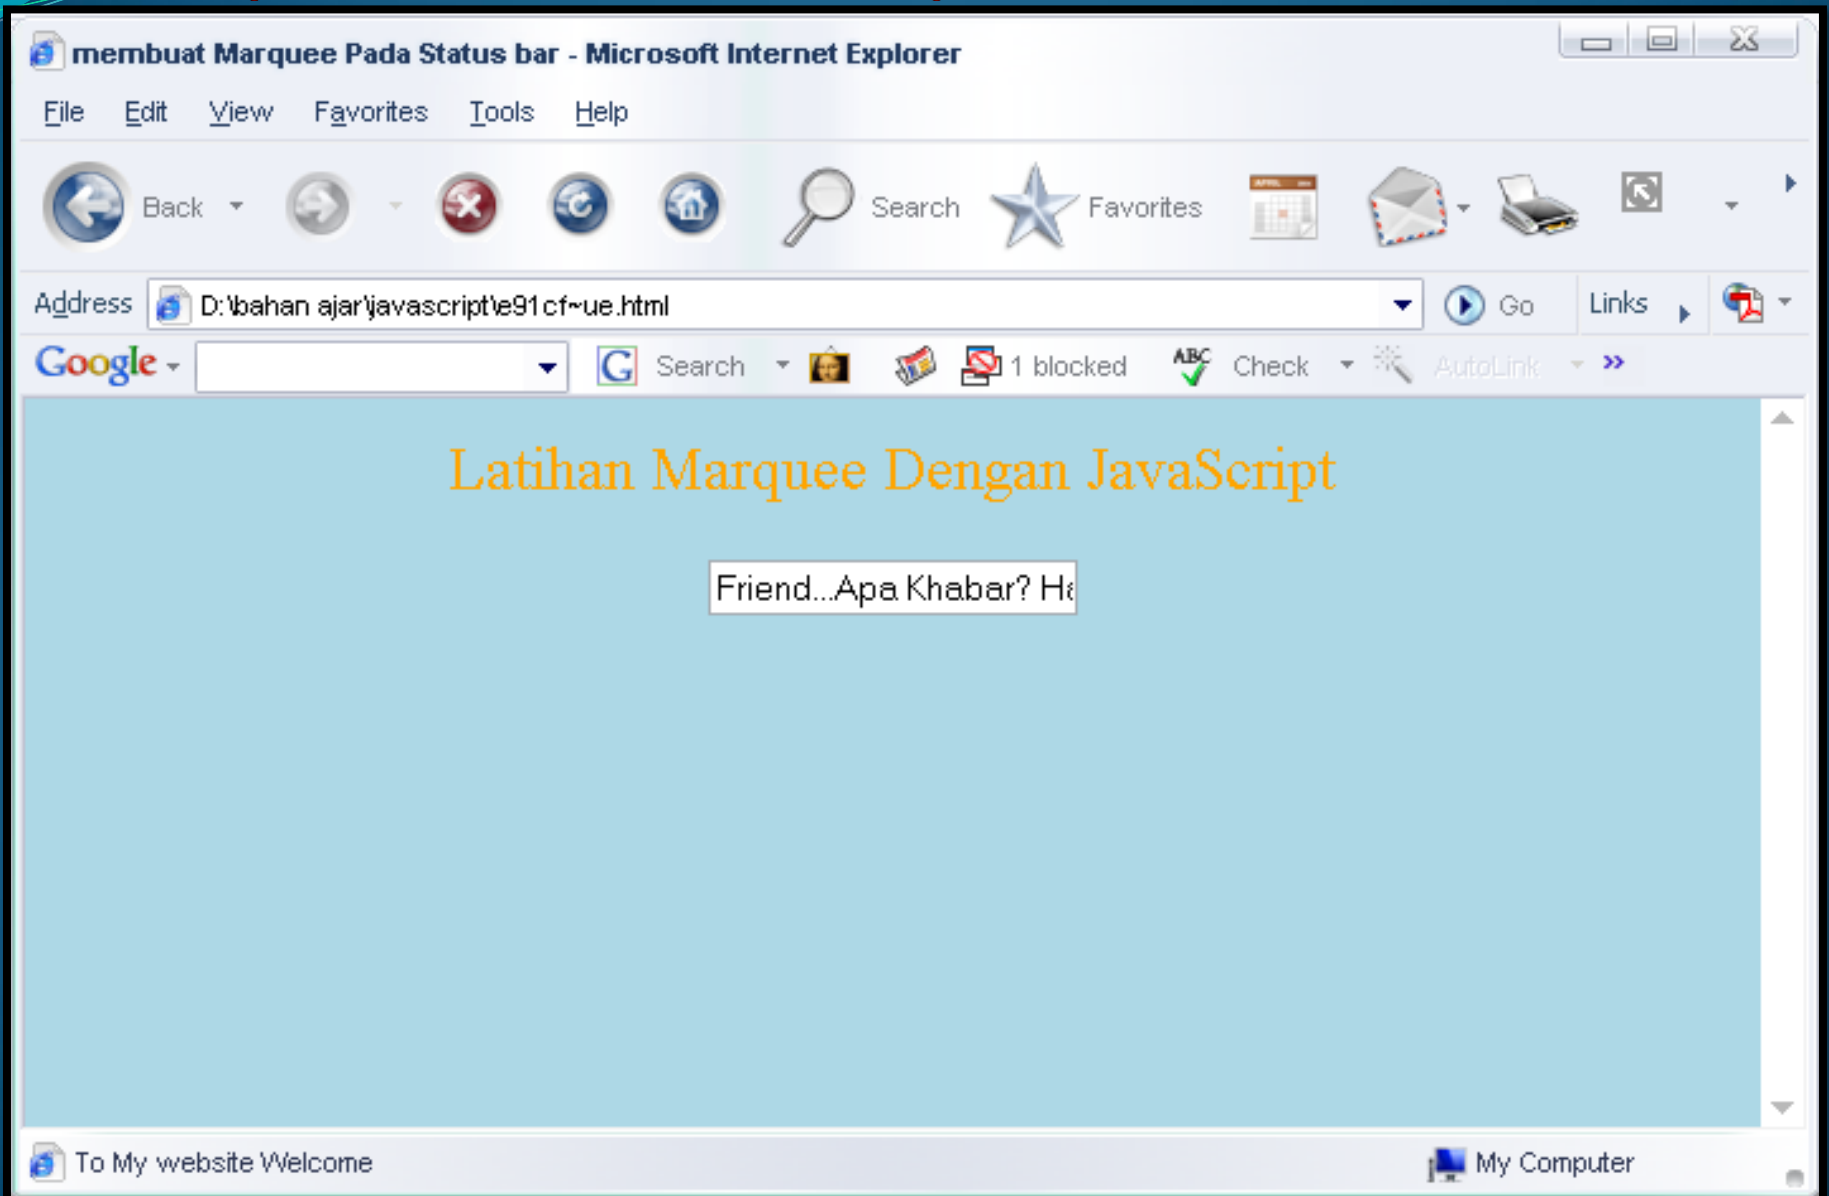 membuat Marquee Pada Status bar - Microsoft Internet Explorer
File Edit View Favorites Tools Help
Back Search Favorites
Address D:\bahan ajar\javascript\e91cf~ue.html Go Links
Google Search 1 blocked ABC Check AutoLink
Latihan Marquee Dengan JavaScript
Friend...Apa Khabar? Ha
To My website Welcome My Computer